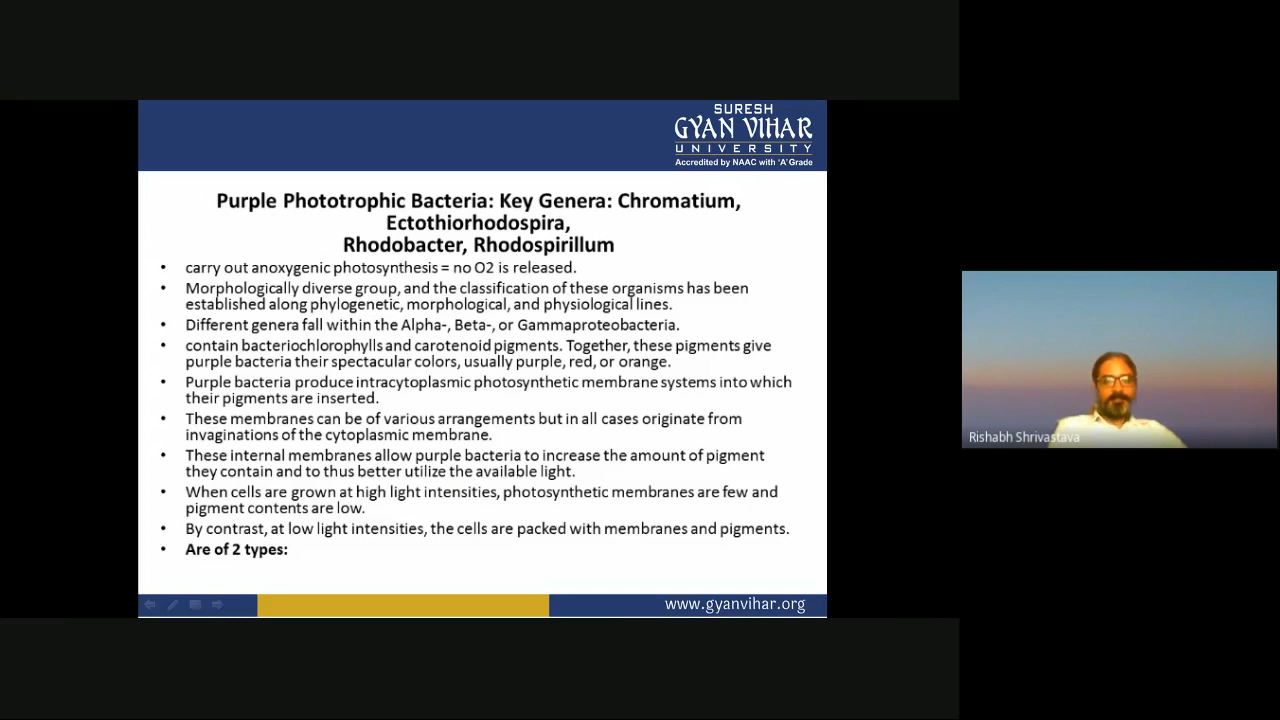 SURESH
GYAN VIHAR
UNIVERSITY
Accredited by NAAC with 'A' Grade
Purple Phototrophic Bacteria: Key Genera: Chromatium,
Ectothiorhodospira,
Rhodobacter, Rhodospirillum
• carry out anoxygenic photosynthesis = no O2 is released.
• Morphologically diverse group, and the classification of these organisms has been
established along phylogenetic, morphological, and physiological lines.
• Different genera fall within the Alpha-, Beta-, or Gammaproteobacteria.
• contain bacteriochlorophylls and carotenoid pigments. Together, these pigments give
purple bacteria their spectacular colors, usually purple, red, or orange.
• Purple bacteria produce intracytoplasmic photosynthetic membrane systems into which
their pigments are inserted.
• These membranes can be of various arrangements but in all cases originate from
invaginations of the cytoplasmic membrane.
• These internal membranes allow purple bacteria to increase the amount of pigment
they contain and to thus better utilize the available light.
• When cells are grown at high light intensities, photosynthetic membranes are few and
pigment contents are low.
• By contrast, at low light intensities, the cells are packed with membranes and pigments.
• Are of 2 types:
www.gyanvihar.org
Rishabh Shrivastava